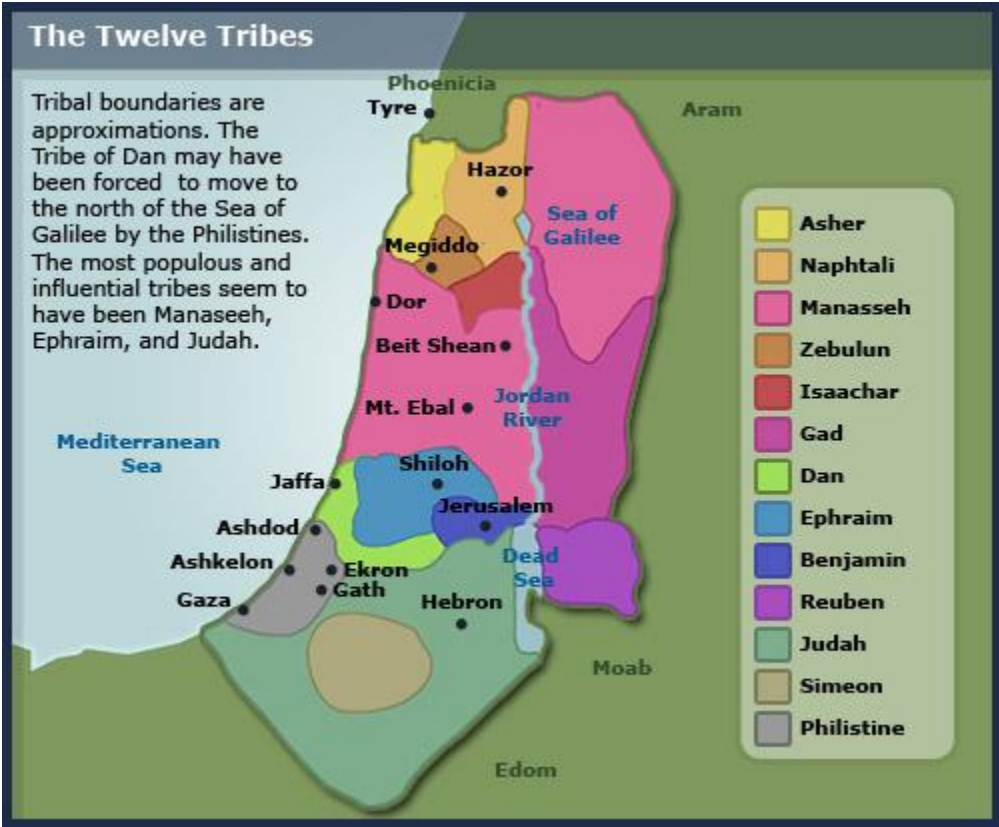 The Twelve Tribes
Phoenicia
Tyre
Aram
Tribal boundaries are
approximations. The
Tribe of Dan may have
been forced to move to
the north of the Sea of
Galilee by the Philistines.
The most populous and
influential tribes seem to
have been Manaseeh,
Ephraim, and Judah.
Hazor
Sea of
Galilee
Megiddo
Dor
Beit Shean
Mt. Ebal
Jordan
River
Mediterranean
Sea
Shiloh
Jaffa
Jerusalem
Ashdod
Ashkelon
Ekron
Dead
Sea
Gath
Gaza
Hebron
Moab
Edom
Asher
Naphtali
Manasseh
Zebulun
Isaachar
Gad
Dan
Ephraim
Benjamin
Reuben
Judah
Simeon
Philistine